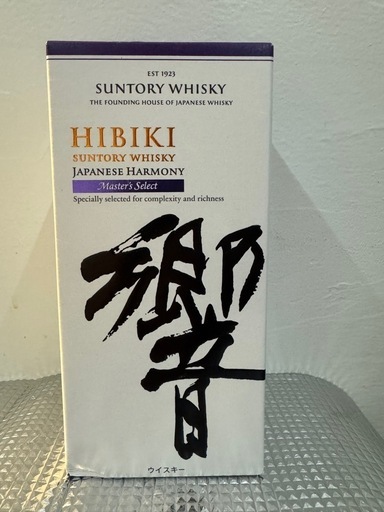 EST 1923
SUNTORY WHISKY
THE FOUNDING HOUSE OF JAPANESE WHISKY
HIBIKI
SUNTORY WHISKY
JAPANESE HARMONY
Master's Select
Specially selected for complexity and richness
響
ウイスキー